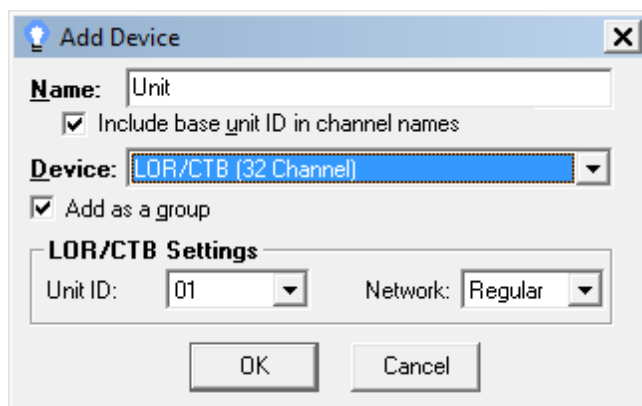 Add Device
Name: Unit
Include base unit ID in channel names
Device: LOR/CTB (32 Channel)
Add as a group
LOR/CTB Settings
Unit ID: 01 Network: Regular
OK Cancel